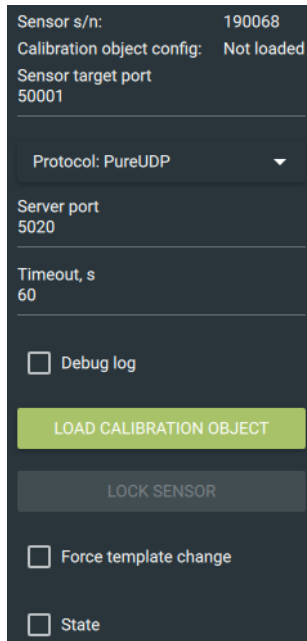 Sensor s/n: 190068
Calibration object config: Not loaded
Sensor target port
50001
Protocol: PureUDP
Server port
5020
Timeout, s
60
Debug log
LOAD CALIBRATION OBJECT
LOCK SENSOR
Force template change
State